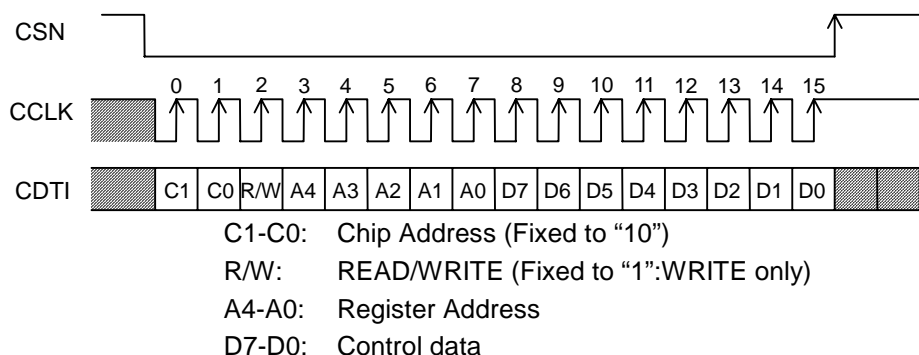 CSN
0 1 2 3 4 5 6 7 8 9 10 11 12 13 14 15
CCLK
CDTI C1 C0 R/W A4 A3 A2 A1 A0 D7 D6 D5 D4 D3 D2 D1 D0
C1-C0: Chip Address (Fixed to “10”)
R/W: READ/WRITE (Fixed to “1”:WRITE only)
A4-A0: Register Address
D7-D0: Control data